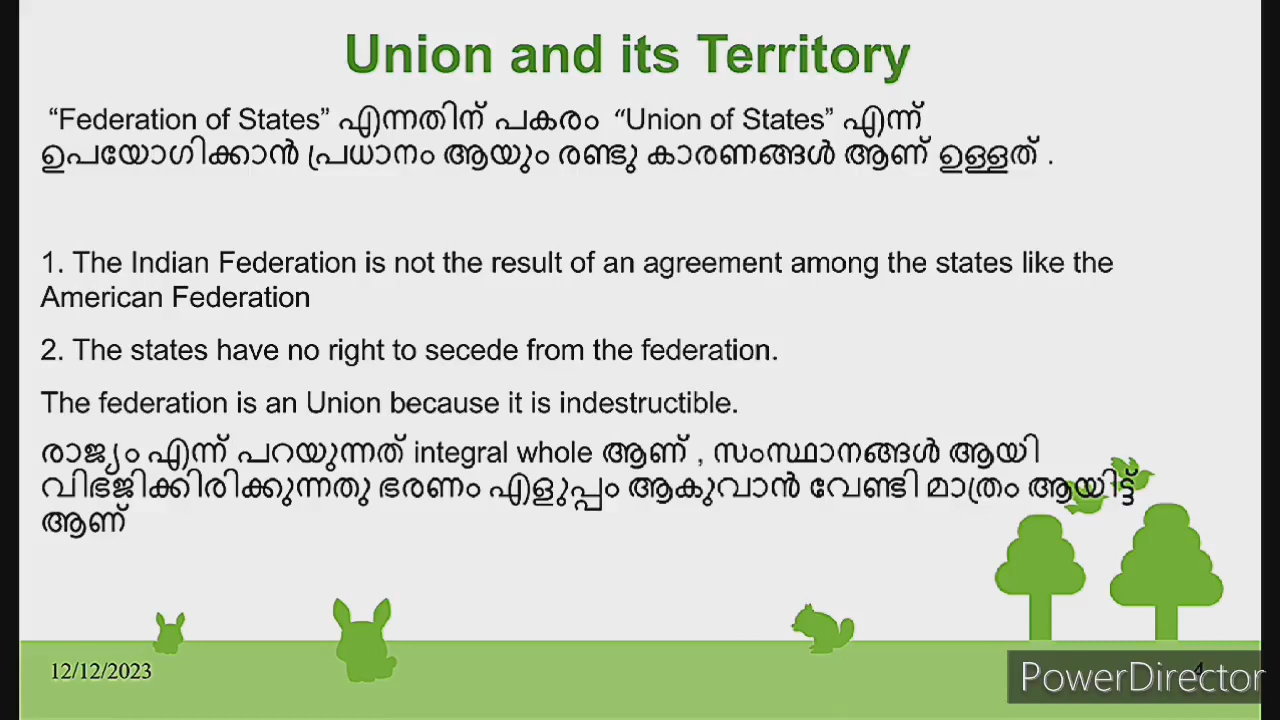 Union and its Territory
“Federation of States” എന്നതിന് പകരം “Union of States” എന്ന്
ഉപയോഗിക്കാൻ പ്രധാനം ആയും രണ്ടു കാരണങ്ങൾ ആണ് ഉള്ളത് .
1. The Indian Federation is not the result of an agreement among the states like the
American Federation
2. The states have no right to secede from the federation.
The federation is an Union because it is indestructible.
രാജ്യം എന്ന് പറയുന്നത് integral whole ആണ് , സംസ്ഥാനങ്ങൾ ആയി
വിഭജിക്കിരിക്കുന്നതു ഭരണം എളുപ്പം ആകുവാൻ വേണ്ടി മാത്രം ആയിട്ട്
ആണ്
12/12/2023
4
PowerDirector